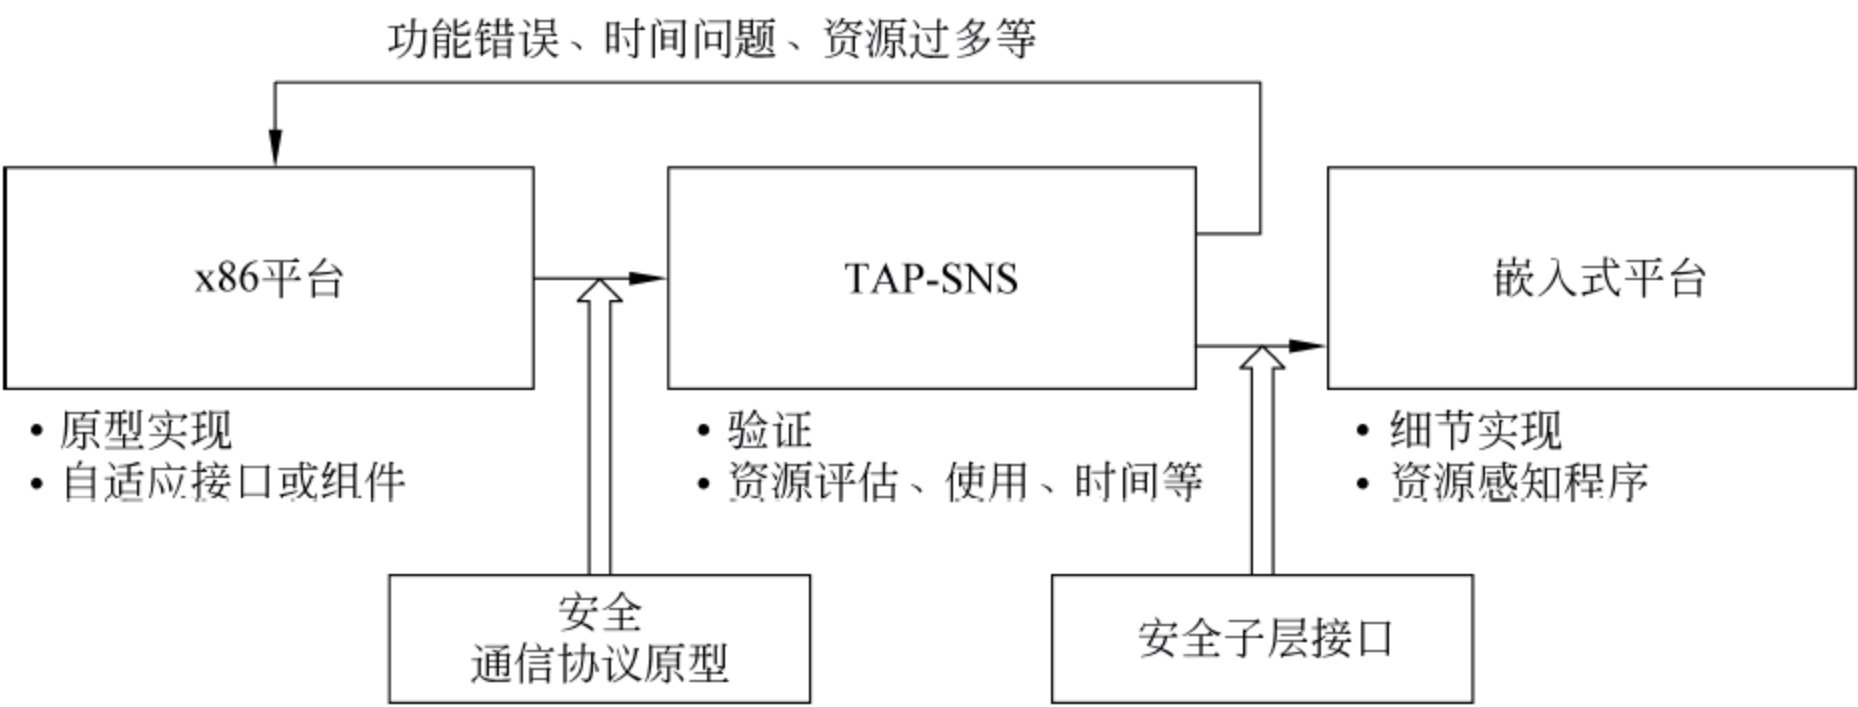 功能错误、时间问题、资源过多等
x86平台
TAP-SNS
嵌入式平台
• 原型实现
• 自适应接口或组件
• 验证
• 资源评估、使用、时间等
• 细节实现
• 资源感知程序
安全
通信协议原型
安全子层接口